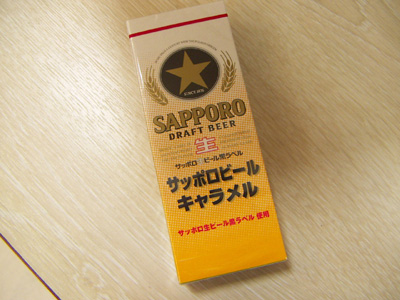 SAPPORO
DRAFT BEER
生
サッポロ生ビール黒ラベル
サッポロビール
キャラメル
サッポロ生ビール黒ラベル 使用